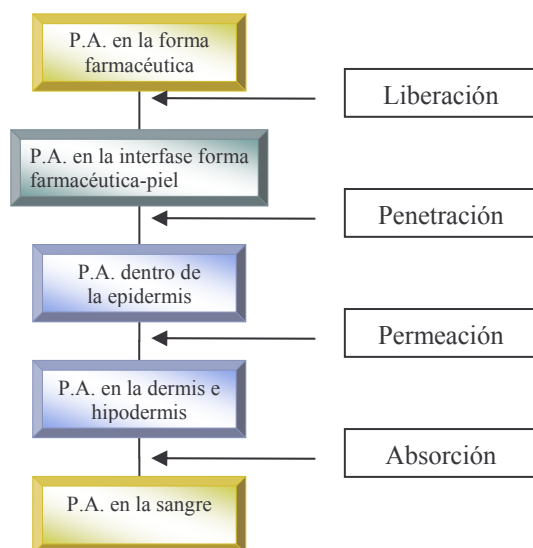 P.A. en la forma
farmacéutica
Liberación
P.A. en la interfase forma
farmacéutica-piel
Penetración
P.A. dentro de
la epidermis
Permeación
P.A. en la dermis e
hipodermis
Absorción
P.A. en la sangre